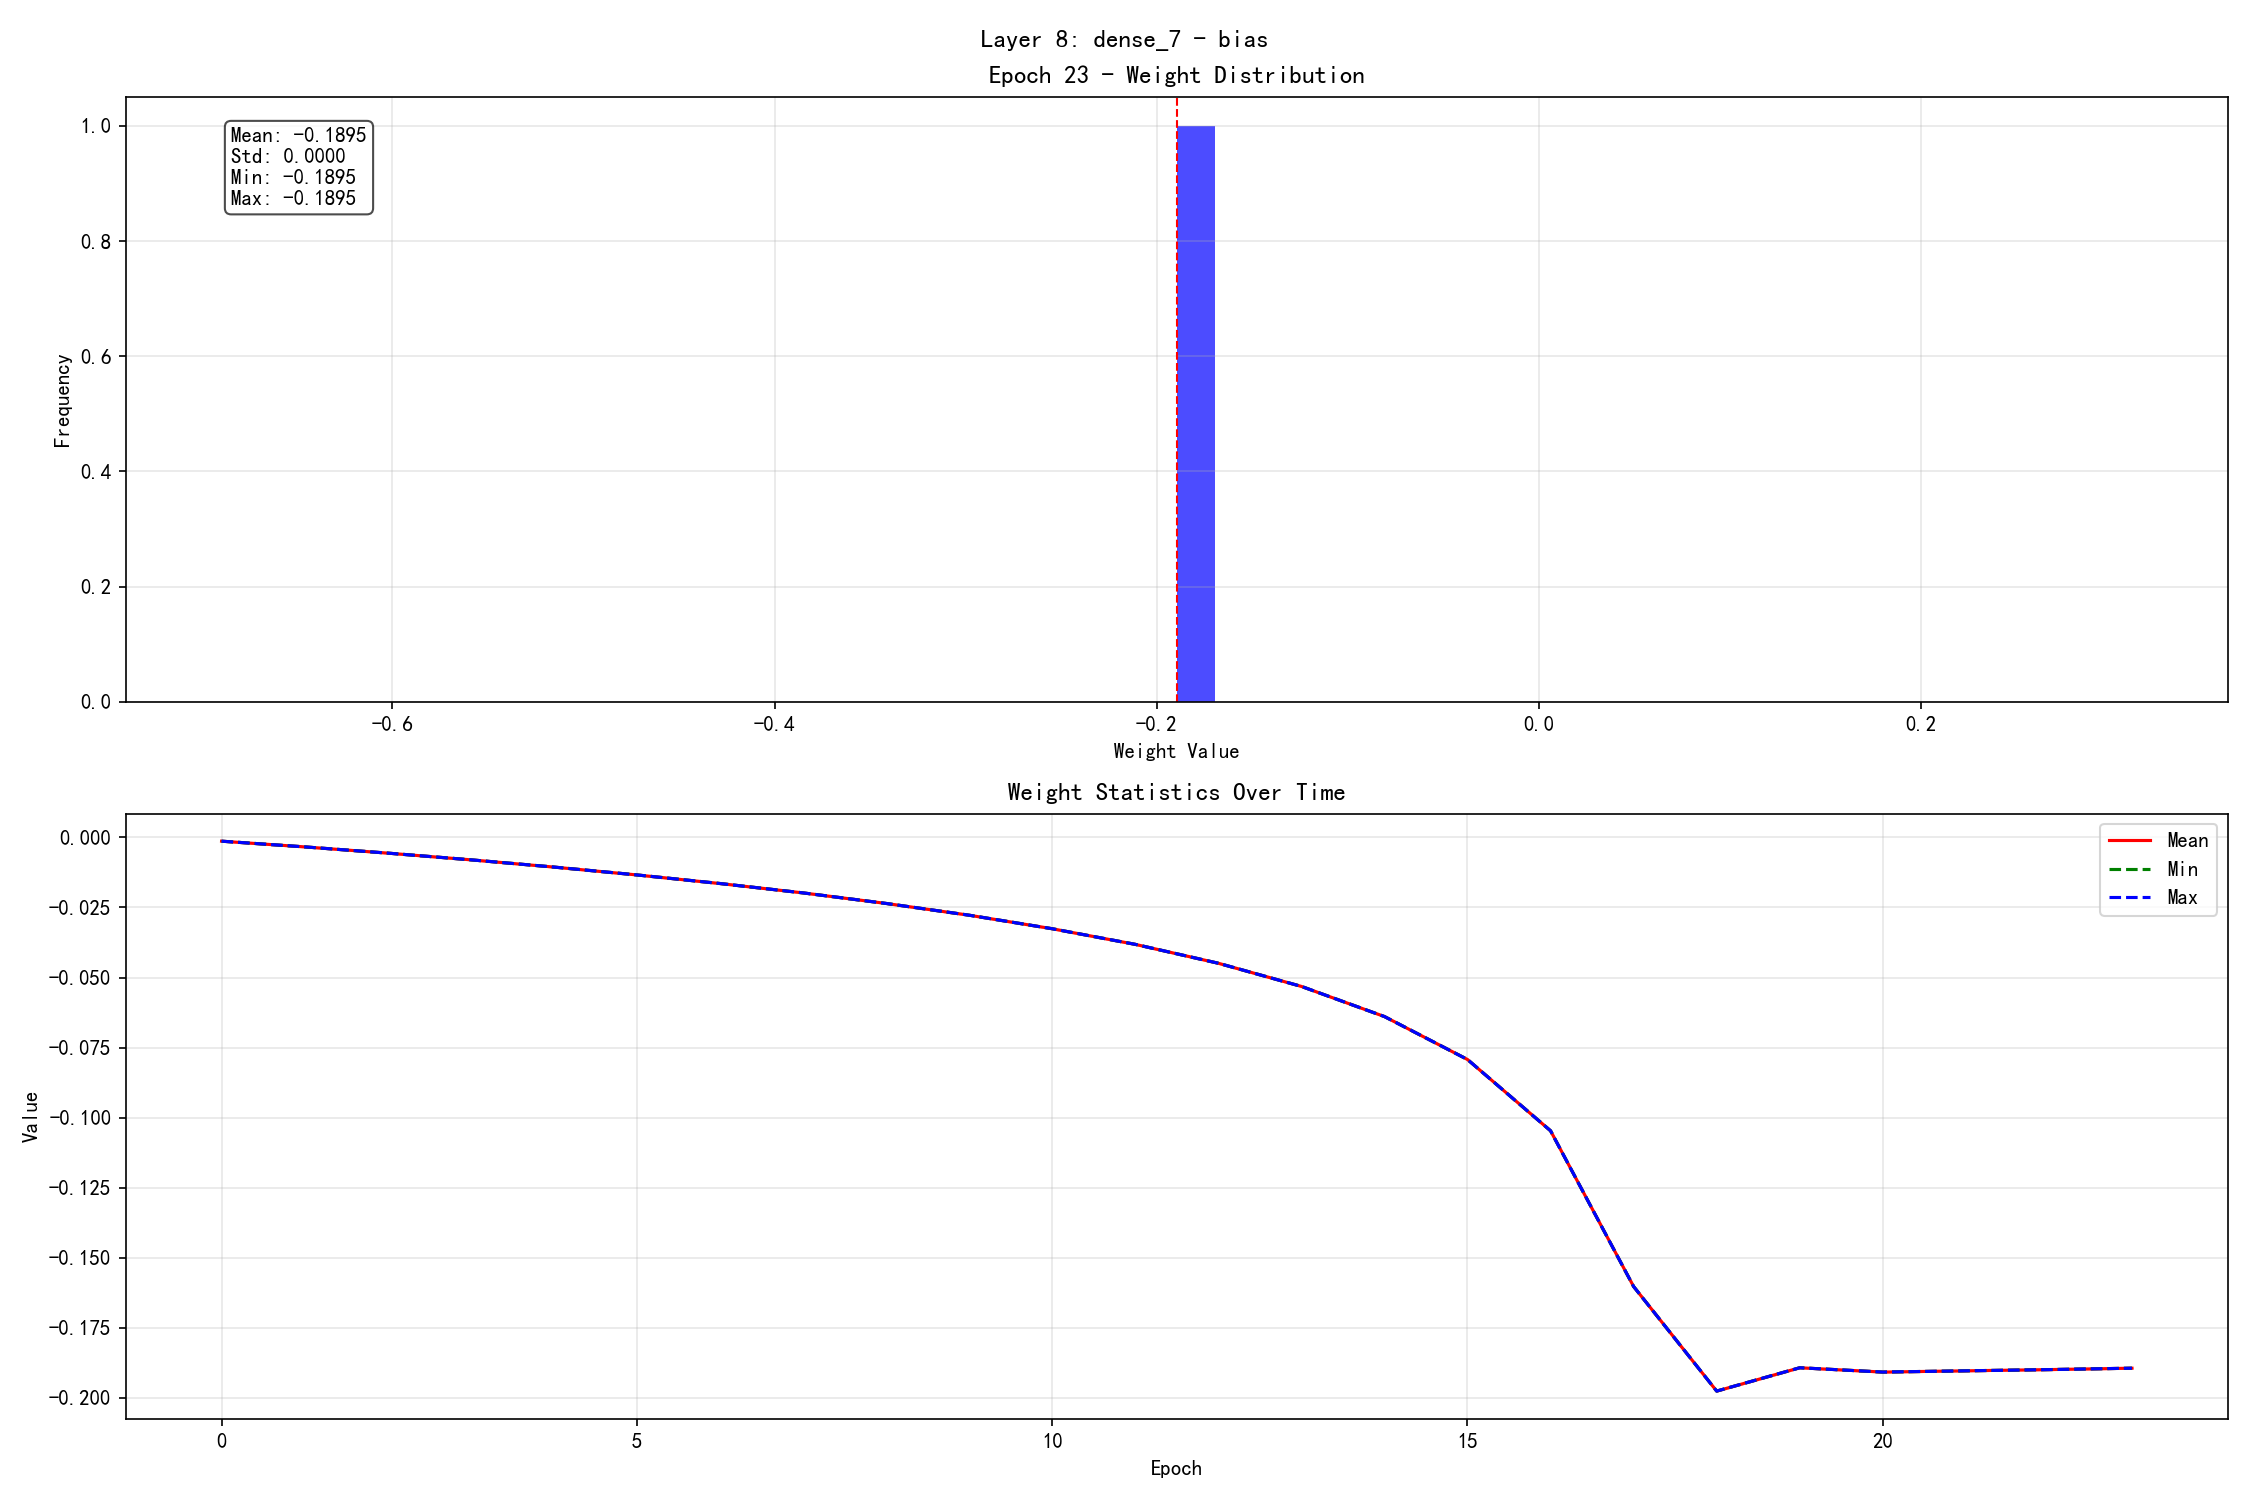 Layer 8: dense_7 - bias
Epoch 23 - Weight Distribution
Mean: -0.1895
Std: 0.0000
Min: -0.1895
Max: -0.1895
Frequency
1.0
0.8
0.6
0.4
0.2
0.0
-0.6 -0.4 -0.2 0.0 0.2
Weight Value
Weight Statistics Over Time
Mean
Min
Max
Value
0.000
-0.025
-0.050
-0.075
-0.100
-0.125
-0.150
-0.175
-0.200
0 5 10 15 20
Epoch